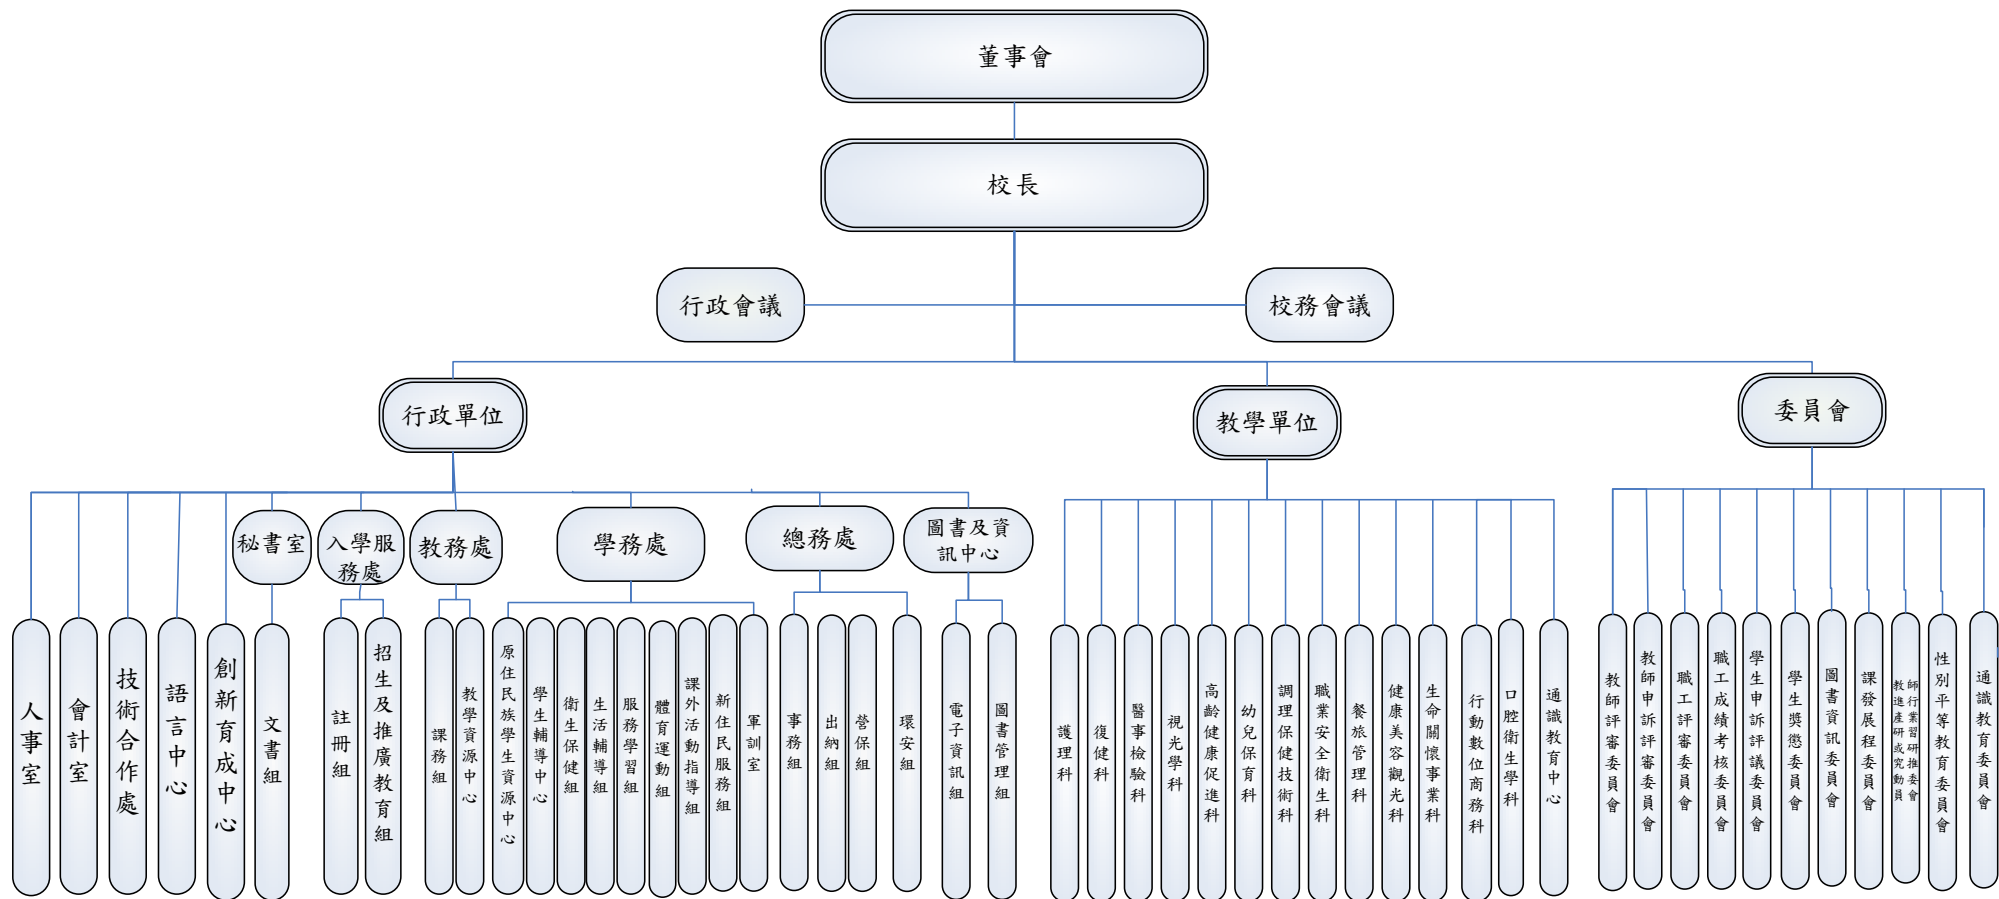 董事會
校長
行政會議
校務會議
行政單位
教學單位
委員會
秘書室
入學服
務處
教務處
學務處
總務處
圖書及資
訊中心
人事室
會計室
技術合作處
語言中心
創新育成中心
文書組
註冊組
招生及推廣教育組
課務組
教學資源中心
原住民族學生資源中心
學生輔導中心
衛生保健組
生活輔導組
服務學習組
體育運動組
課外活動指導組
新住民服務組
軍訓室
事務組
出納組
營保組
環安組
電子資訊組
圖書管理組
護理科
復健科
醫事檢驗科
視光學科
高齡健康促進科
幼兒保育科
調理保健技術科
職業安全衛生科
餐旅管理科
健康美容觀光科
生命關懷事業科
行動數位商務科
口腔衛生學科
通識教育中心
教師評審委員會
教師申訴評審委員會
職工評審委員會
職工成績考核委員會
學生申訴評議委員會
學生獎懲委員會
圖書資訊委員會
課發展程委員會
教師
進行
產業
研習
或研
究推
動委
員會
性別平等教育委員會
通識教育委員會